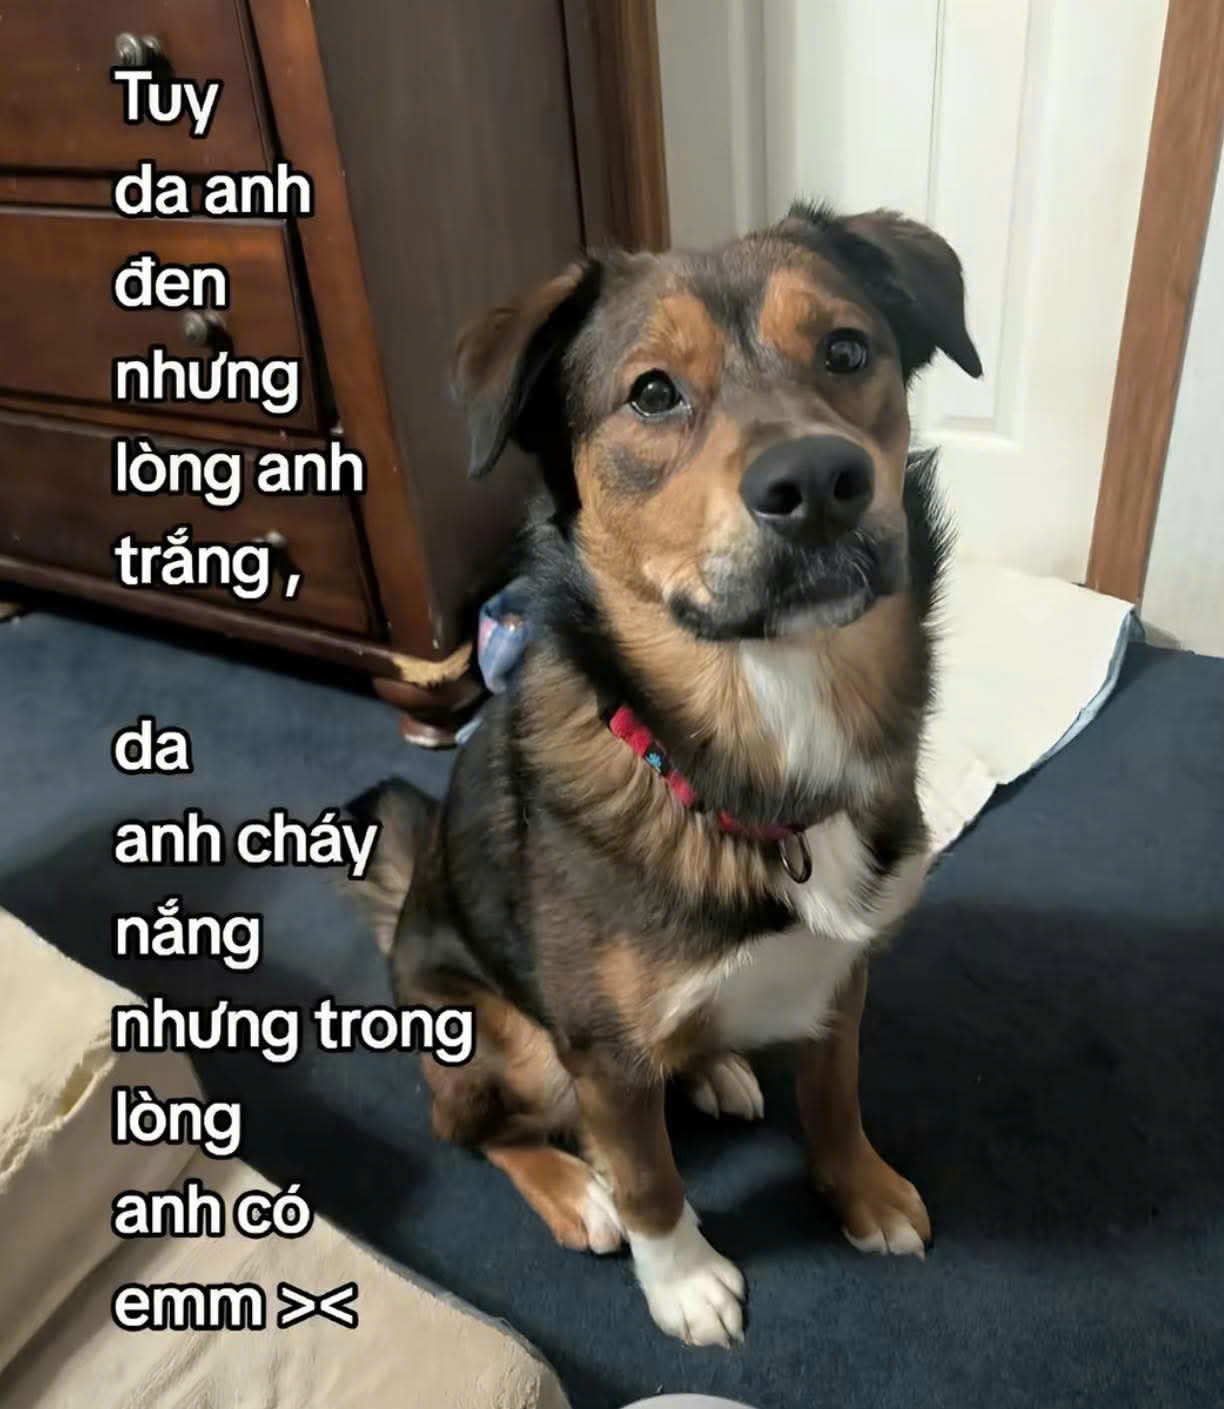 Tuy
da anh
đen
nhưng
lòng anh
trắng ,
da
anh cháy
nắng
nhưng trong
lòng
anh có
emm ><